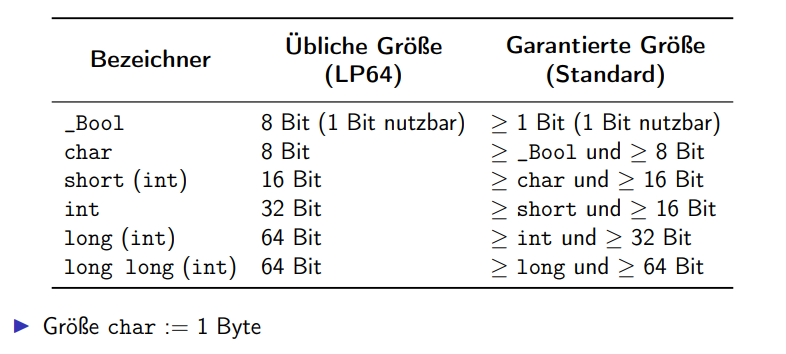 Bezeichner Übliche Größe (LP64) Garantierte Größe (Standard)
_Bool 8 Bit (1 Bit nutzbar) ≥ 1 Bit (1 Bit nutzbar)
char 8 Bit ≥ _Bool und ≥ 8 Bit
short (int) 16 Bit ≥ char und ≥ 16 Bit
int 32 Bit ≥ short und ≥ 16 Bit
long (int) 64 Bit ≥ int und ≥ 32 Bit
long long (int) 64 Bit ≥ long und ≥ 64 Bit
▶ Größe char := 1 Byte